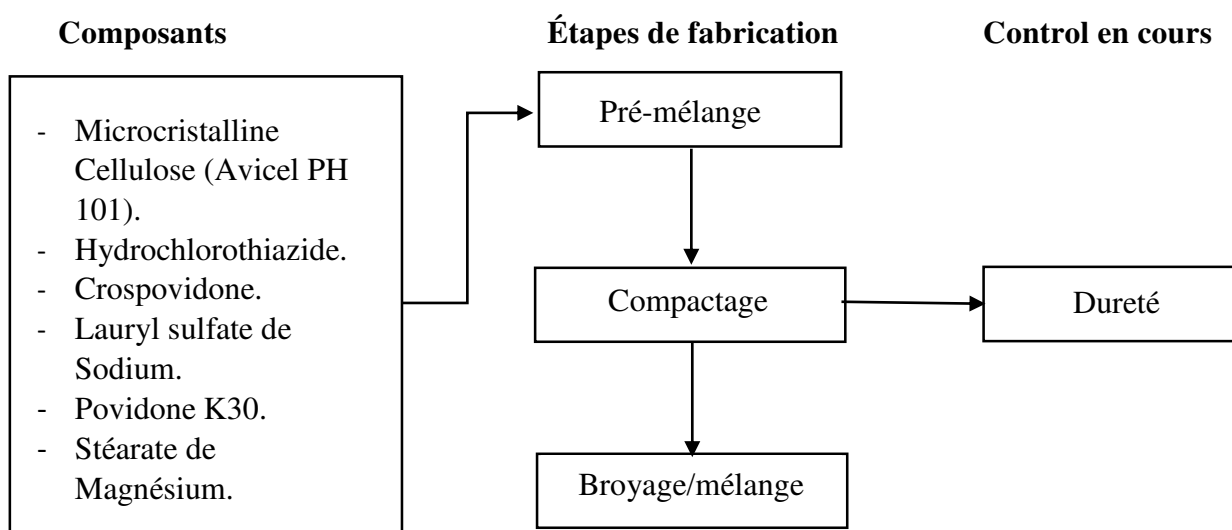 Composants
Étapes de fabrication
Control en cours
- Microcristalline
Cellulose (Avicel PH
101).
- Hydrochlorothiazide.
- Crospovidone.
- Lauryl sulfate de
Sodium.
- Povidone K30.
- Stéarate de
Magnésium.
Pré-mélange
Compactage
Dureté
Broyage/mélange